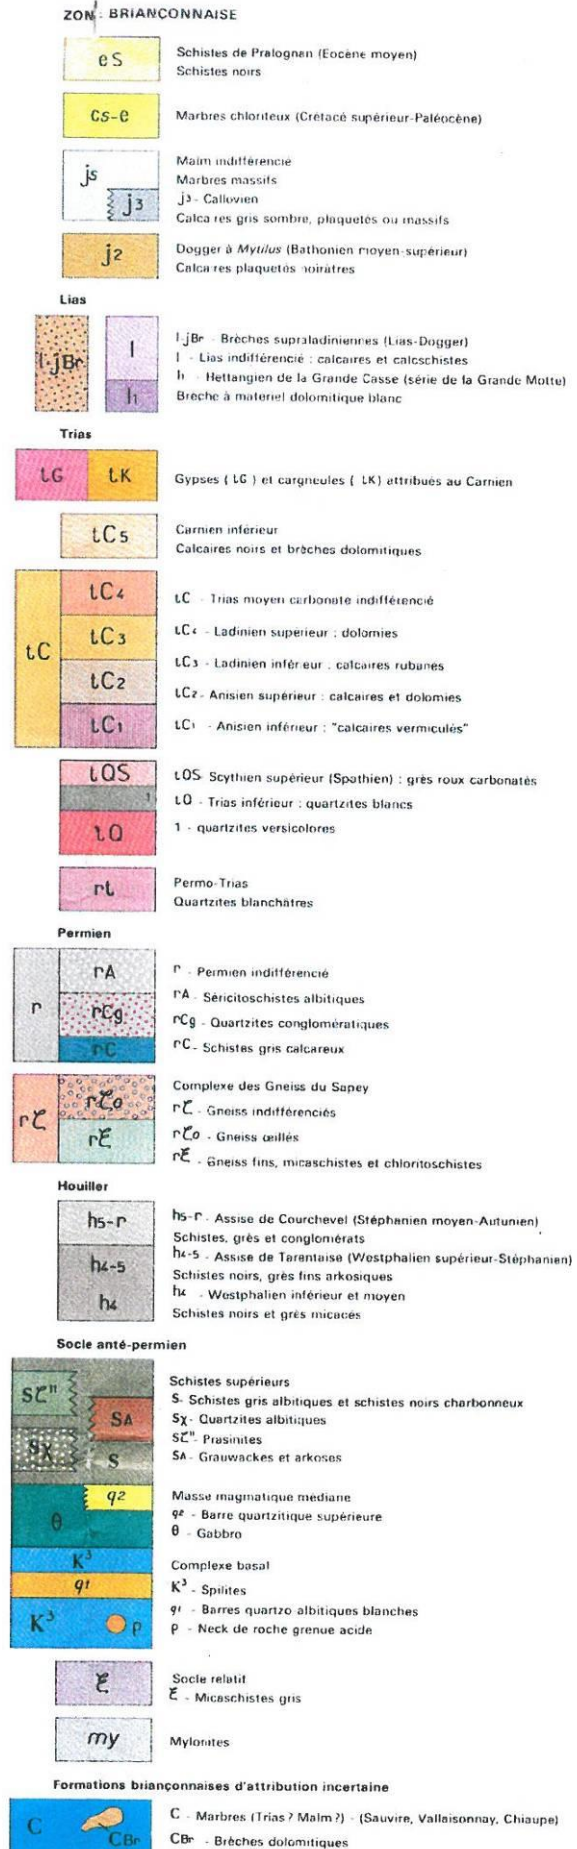 ZONE BRIANÇONNAISE
eS
Schistes de Pralognan (Eocène moyen)
Schistes noirs
cs-e
Marbres chloriteux (Crétacé supérieur-Paléocène)
js
j3
Malm indifférencié
Marbres massifs
j3 - Callovien
Calcaires gris sombre, plaquetés ou massifs
j2
Dogger à Mytilus (Bathonien moyen-supérieur)
Calcaires plaquetés noirâtres
Lias
l-jBr
l
l1
l-jBr - Brèches supraladiniennes (Lias-Dogger)
l - Lias indifférencié : calcaires et calcschistes
l1 - Hettangien de la Grande Casse (série de la Grande Motte)
Brèche à matériel dolomitique blanc
Trias
tG
tK
Gypses ( tG ) et cargneules ( tK ) attribués au Carnien
tC5
Carnien inférieur
Calcaires noirs et brèches dolomitiques
tC
tC4
tC3
tC2
tC1
tC - Trias moyen carbonaté indifférencié
tC4 - Ladinien supérieur : dolomies
tC3 - Ladinien inférieur : calcaires rubanés
tC2 - Anisien supérieur : calcaires et dolomies
tC1 - Anisien inférieur : "calcaires vermiculés"
tQS
1
tQ
tQS - Scythien supérieur (Spathien) : grès roux carbonatés
tQ - Trias inférieur : quartzites blancs
1 - quartzites versicolores
rt
Permo-Trias
Quartzites blanchâtres
Permien
r
rA
rCg
rC
r - Permien indifférencié
rA - Séricitoschistes albitiques
rCg - Quartzites conglomératiques
rC - Schistes gris calcareux
rζ
rζo
rξ
Complexe des Gneiss du Sapey
rζ - Gneiss indifférenciés
rζo - Gneiss œillés
rξ - Gneiss fins, micaschistes et chloritoschistes
Houiller
h5-r
h4-5
h4
h5-r - Assise de Courchevel (Stéphanien moyen-Autunien)
Schistes, grès et conglomérats
h4-5 - Assise de Tarentaise (Westphalien supérieur-Stéphanien)
Schistes noirs, grès fins arkosiques
h4 - Westphalien inférieur et moyen
Schistes noirs et grès micacés
Socle anté-permien
Sζ"
SΛ
Sχ
S
q2
θ
K3
q1
K3
p
Schistes supérieurs
S - Schistes gris albitiques et schistes noirs charbonneux
Sχ - Quartzites albitiques
Sζ" - Prasinites
SΛ - Grauwackes et arkoses
Masse magmatique médiane
q2 - Barre quartzitique supérieure
θ - Gabbro
Complexe basal
K3 - Spilites
q1 - Barres quartzo albitiques blanches
p - Neck de roche grenue acide
ξ
Socle relatif
ξ - Micaschistes gris
my
Mylonites
Formations briançonnaises d'attribution incertaine
C
CBr
C - Marbres (Trias ? Malm ?) - (Sauvire, Vallaisonnay, Chiaupe)
CBr - Brèches dolomitiques